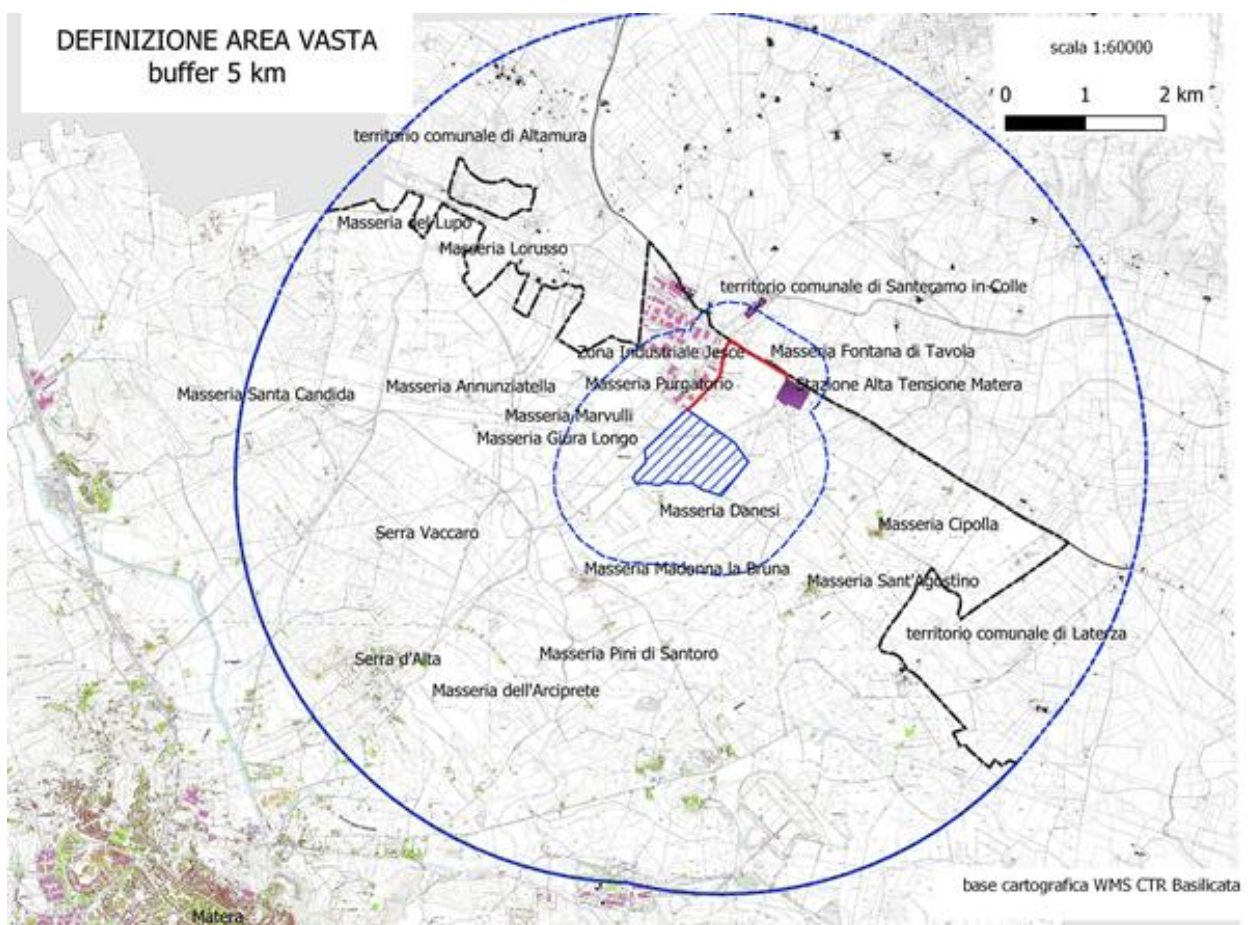 DEFINIZIONE AREA VASTA
buffer 5 km
scala 1:60000
0 1 2 km
territorio comunale di Altamura
Masseria del Lupo
Masseria Lorusso
territorio comunale di Santeramo in Colle
Zona Industriale Jesce
Masseria Fontana di Tavola
Masseria Santa Candida
Masseria Annunziatella
Masseria Purgatorio
Stazione Alta Tensione Matera
Masseria Marvulli
Masseria Giura Longo
Masseria Danesi
Serra Vaccaro
Masseria Cipolla
Masseria Madonna la Bruna
Masseria Sant'Agostino
territorio comunale di Laterza
Serra d'Alta
Masseria Pini di Santoro
Masseria dell'Arciprete
base cartografica WMS CTR Basilicata
Matera